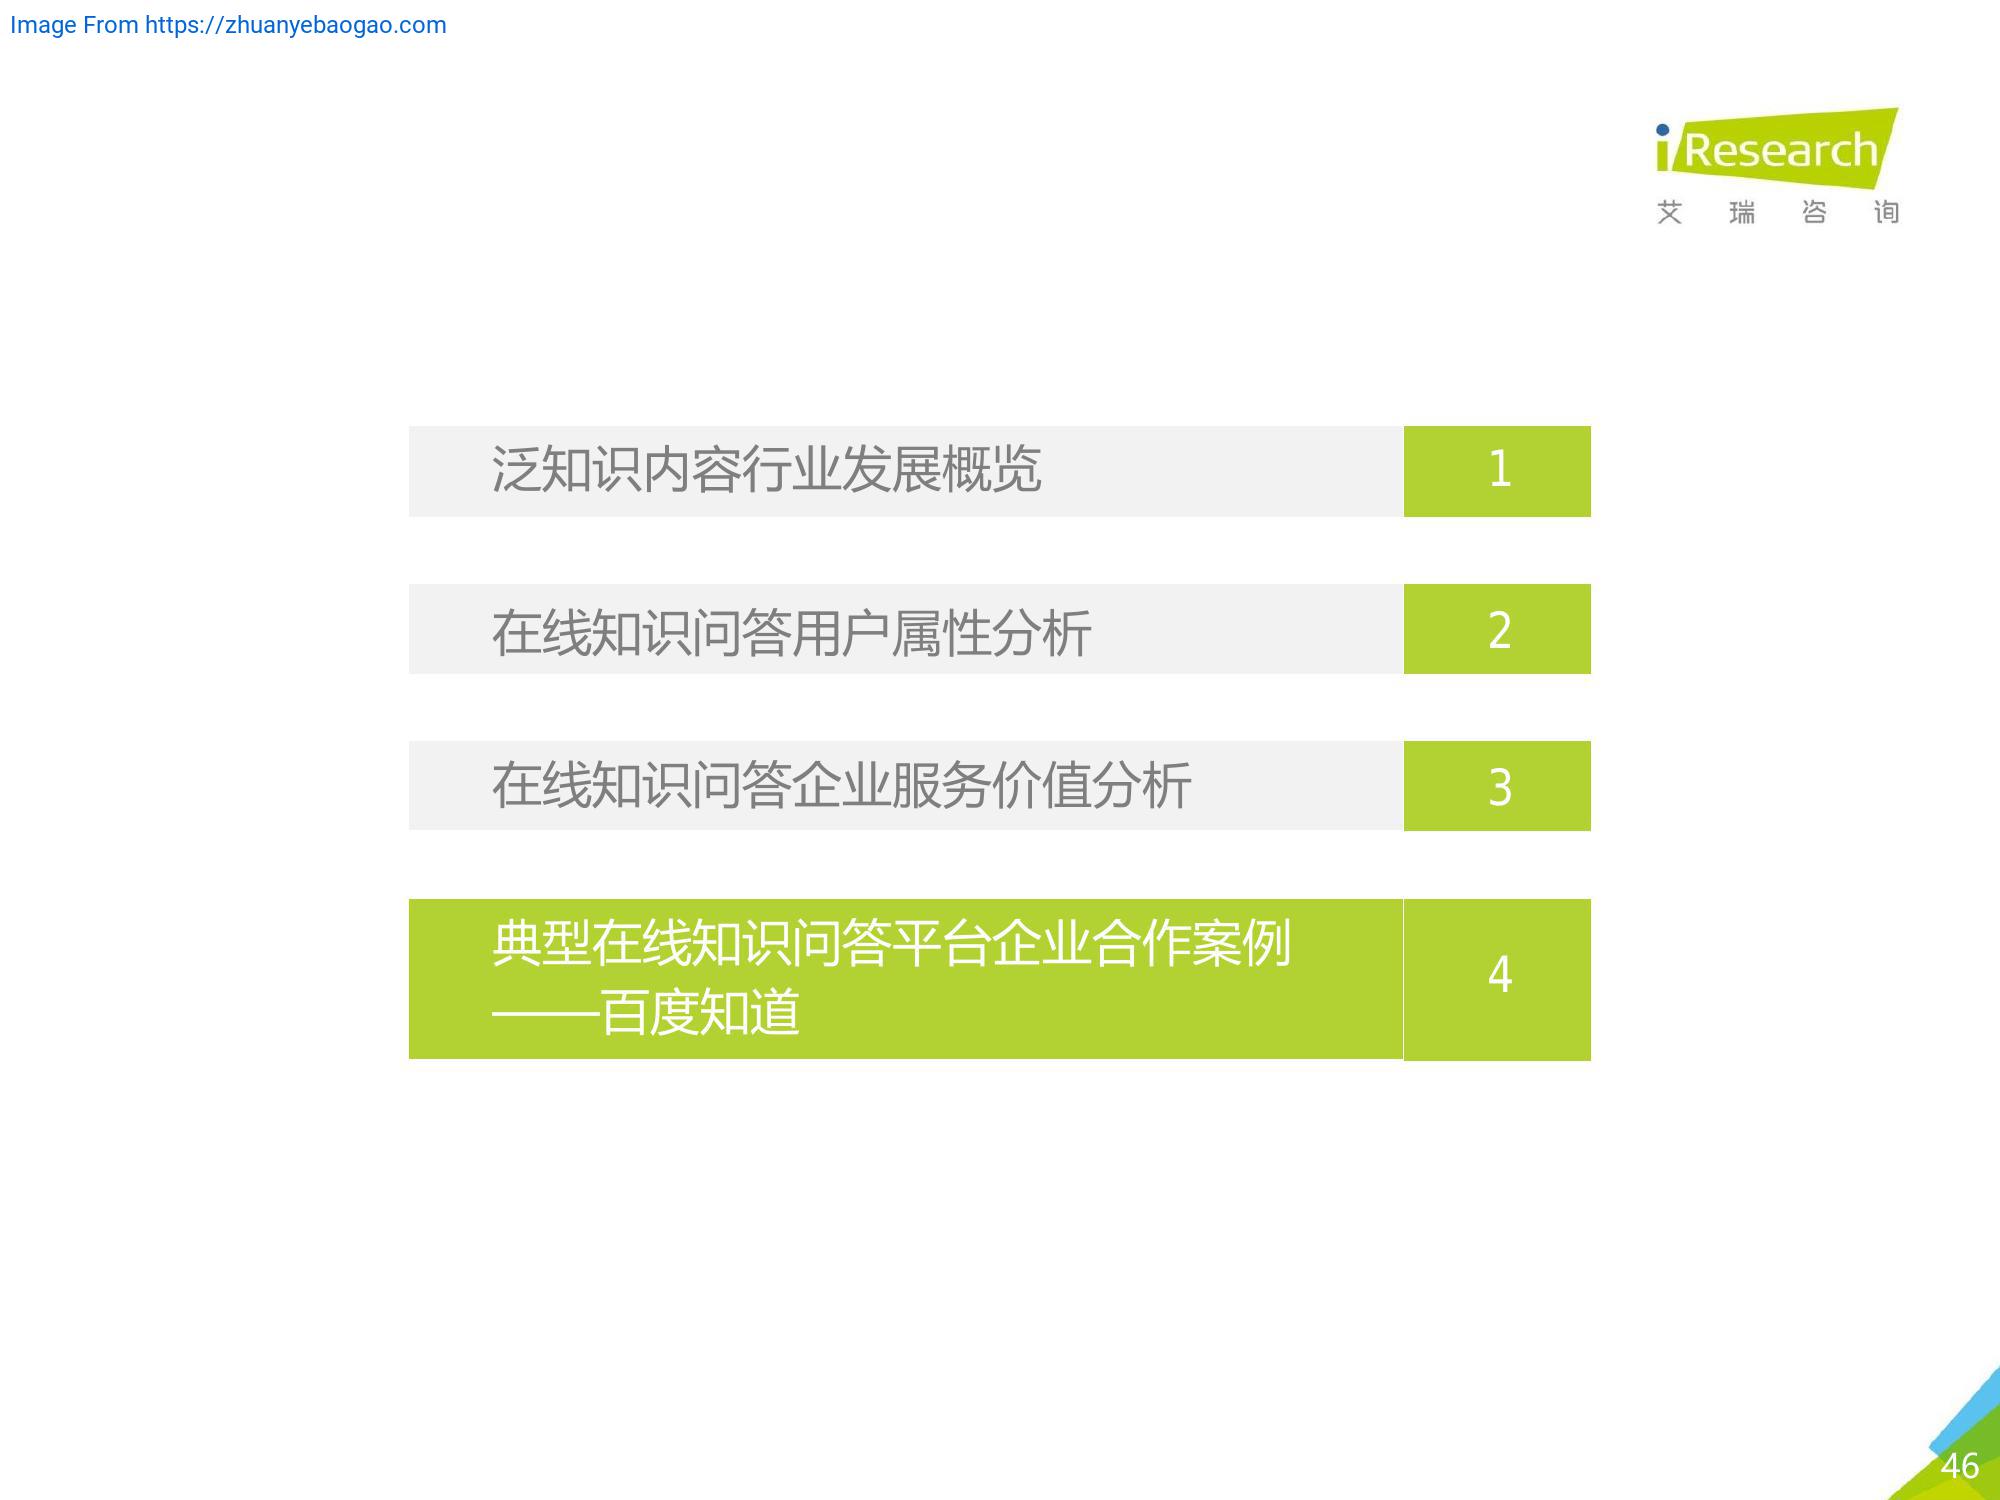 Image From https://zhuanyebaogao.com
iResearch
艾瑞咨询
泛知识内容行业发展概览 1
在线知识问答用户属性分析 2
在线知识问答企业服务价值分析 3
典型在线知识问答平台企业合作案例
——百度知道 4
46